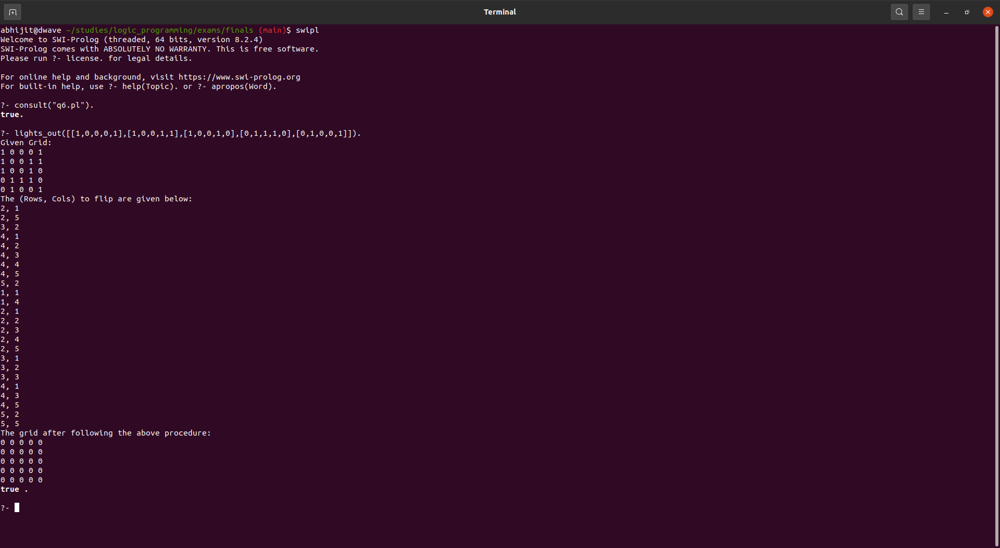 Terminal
abhijit@dwave ~/studies/logic_programming/exams/finals (main)$ swipl
Welcome to SWI-Prolog (threaded, 64 bits, version 8.2.4)
SWI-Prolog comes with ABSOLUTELY NO WARRANTY. This is free software.
Please run ?- license. for legal details.
For online help and background, visit https://www.swi-prolog.org
For built-in help, use ?- help(Topic). or ?- apropos(Word).
?- consult("q6.pl").
true.
?- lights_out([[1,0,0,0,1],[1,0,0,1,1],[1,0,0,1,0],[0,1,1,1,0],[0,1,0,0,1]]).
Given Grid:
1 0 0 0 1
1 0 0 1 1
1 0 0 1 0
0 1 1 1 0
0 1 0 0 1
The (Rows, Cols) to flip are given below:
2, 1
2, 5
3, 2
4, 1
4, 2
4, 3
4, 4
4, 5
5, 2
1, 1
1, 4
2, 1
2, 2
2, 3
2, 4
2, 5
3, 1
3, 2
3, 3
4, 1
4, 3
4, 5
5, 2
5, 5
The grid after following the above procedure:
0 0 0 0 0
0 0 0 0 0
0 0 0 0 0
0 0 0 0 0
0 0 0 0 0
true .
?-